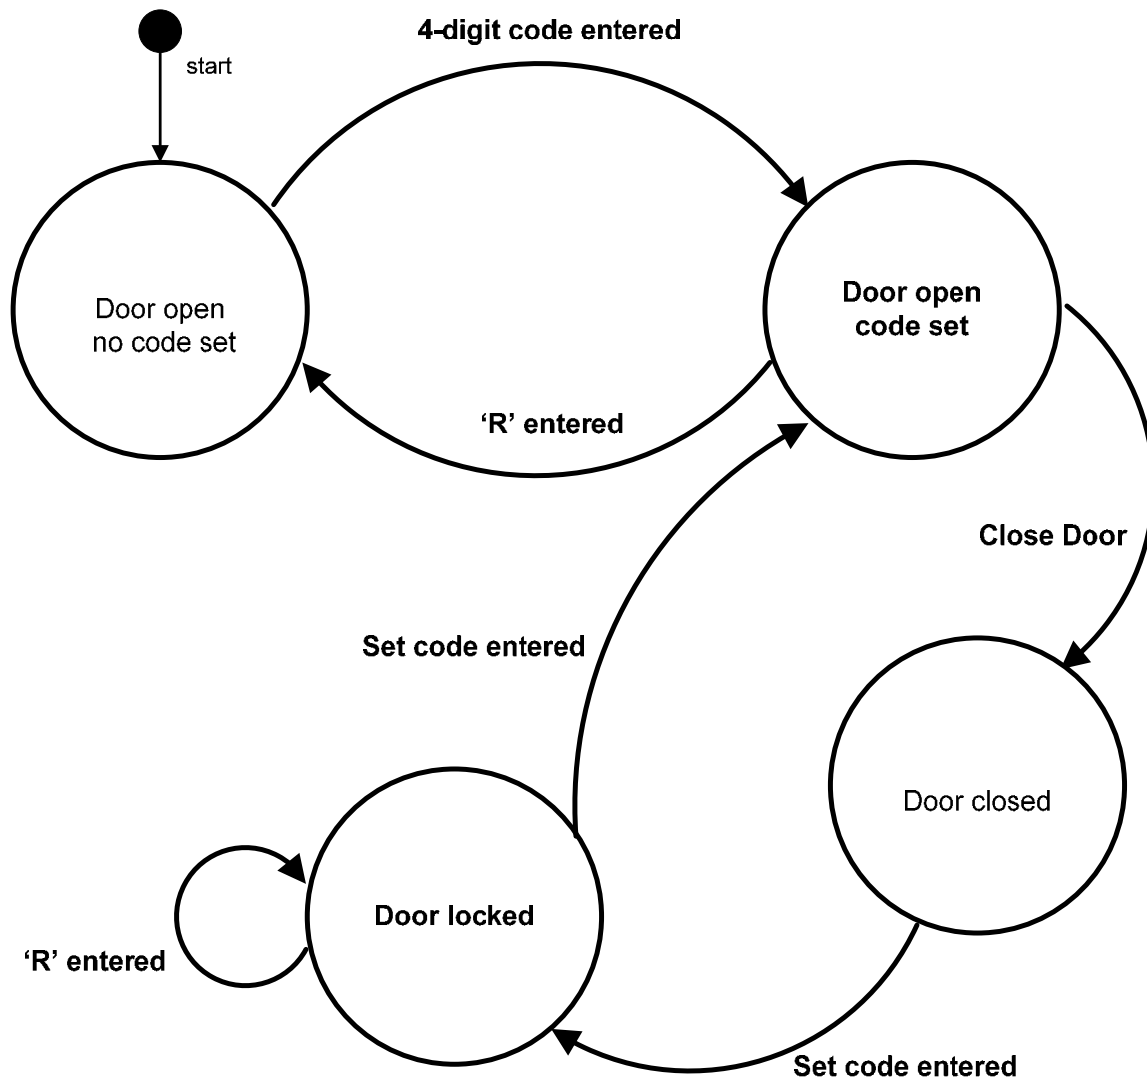 4-digit code entered
start
Door open
no code set
Door open
code set
‘R’ entered
Close Door
Set code entered
Door closed
Door locked
‘R’ entered
Set code entered